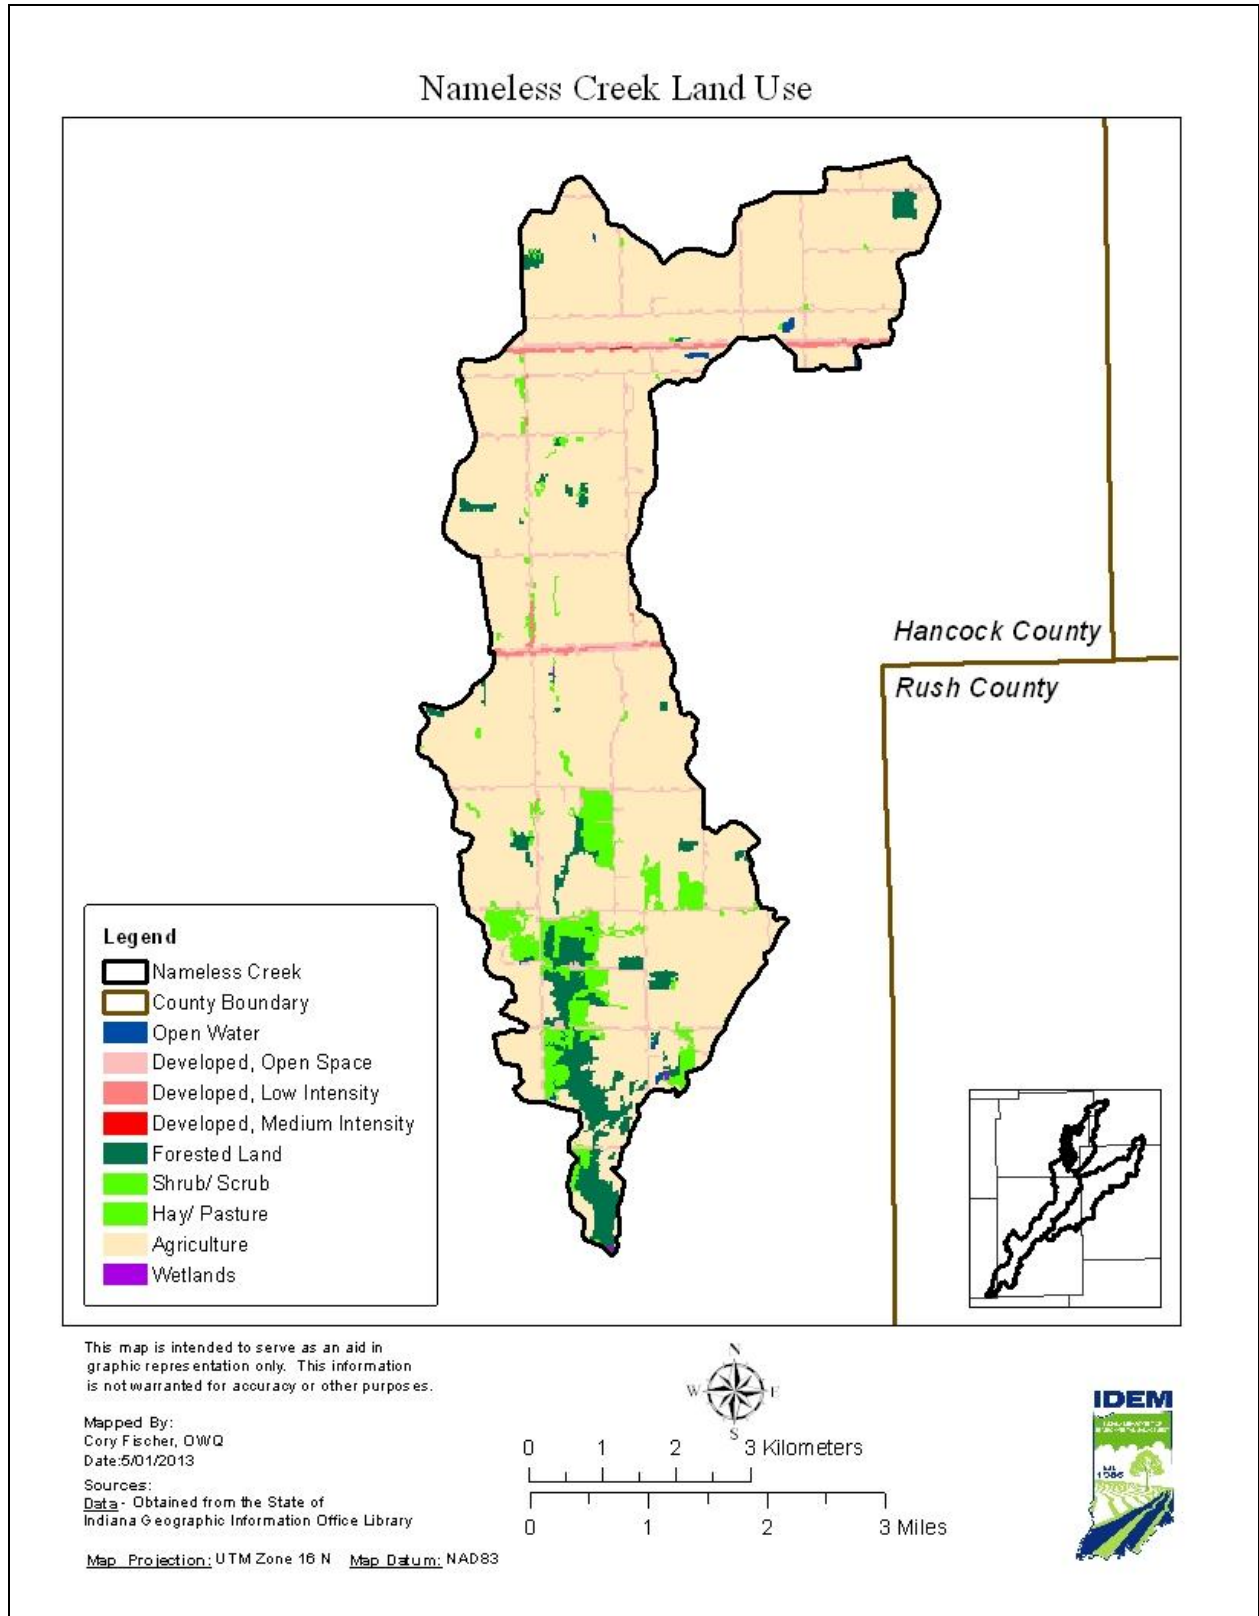 Nameless Creek Land Use
Hancock County
Rush County
Legend
Nameless Creek
County Boundary
Open Water
Developed, Open Space
Developed, Low Intensity
Developed, Medium Intensity
Forested Land
Shrub/ Scrub
Hay/ Pasture
Agriculture
Wetlands
This map is intended to serve as an aid in
graphic representation only. This information
is not warranted for accuracy or other purposes.
Mapped By:
Cory Fischer, OWQ
Date:5/01/2013
Sources:
Data - Obtained from the State of
Indiana Geographic Information Office Library
Map Projection: UTM Zone 16 N Map Datum: NAD83
N
W E
S
0 1 2 3 Kilometers
0 1 2 3 Miles
IDEM
1986